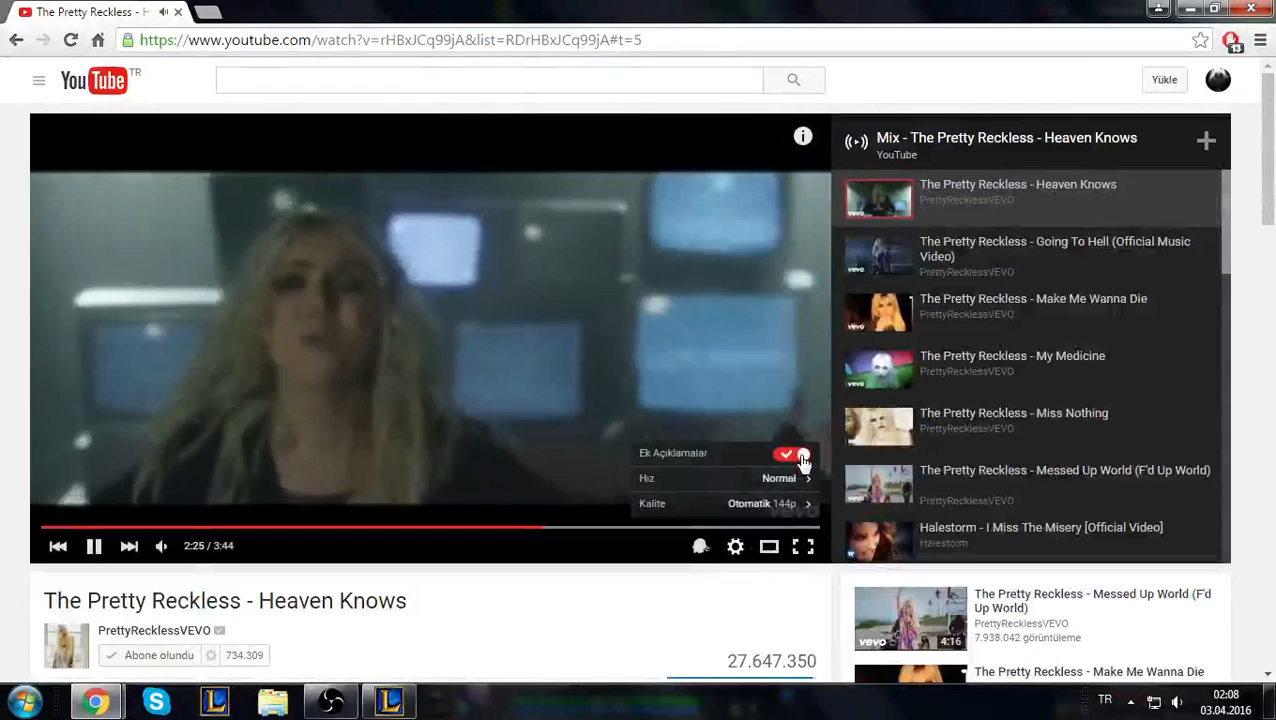 The Pretty Reckless - H
https://www.youtube.com/watch?v=rHBxJCq99jA&list=RDrHBxJCq99jA#t=5
13
YouTube TR
Yükle
Mix - The Pretty Reckless - Heaven Knows
YouTube
The Pretty Reckless - Heaven Knows
PrettyRecklessVEVO
The Pretty Reckless - Going To Hell (Official Music
Video)
PrettyRecklessVEVO
The Pretty Reckless - Make Me Wanna Die
PrettyRecklessVEVO
The Pretty Reckless - My Medicine
PrettyRecklessVEVO
The Pretty Reckless - Miss Nothing
PrettyRecklessVEVO
The Pretty Reckless - Messed Up World (F'd Up World)
PrettyRecklessVEVO
Halestorm - I Miss The Misery [Official Video]
Halestorm
Ek Açıklamalar
Hız Normal
Kalite Otomatik 144p
2:25 / 3:44
The Pretty Reckless - Heaven Knows
PrettyRecklessVEVO
Abone olundu 734.309
27.647.350
vevo 4:16
The Pretty Reckless - Messed Up World (F'd
Up World)
PrettyRecklessVEVO
7.938.042 görüntüleme
The Pretty Reckless - Make Me Wanna Die
TR
02:08
03.04.2016